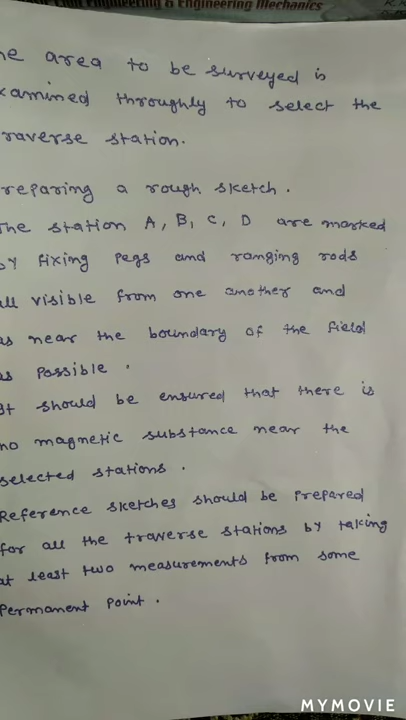 & Engineering Mechanics
he area to be surveyed is
xamined throughly to select the
raverse station.
reparing a rough sketch.
The station A, B, C, D are marked
by fixing pegs and ranging rods
all visible from one another and
as near the boundary of the field
as possible.
It should be ensured that there is
no magnetic substance near the
selected stations.
Reference sketches should be prepared
for all the traverse stations by taking
at least two measurements from some
permanent point.
MYMOVIE